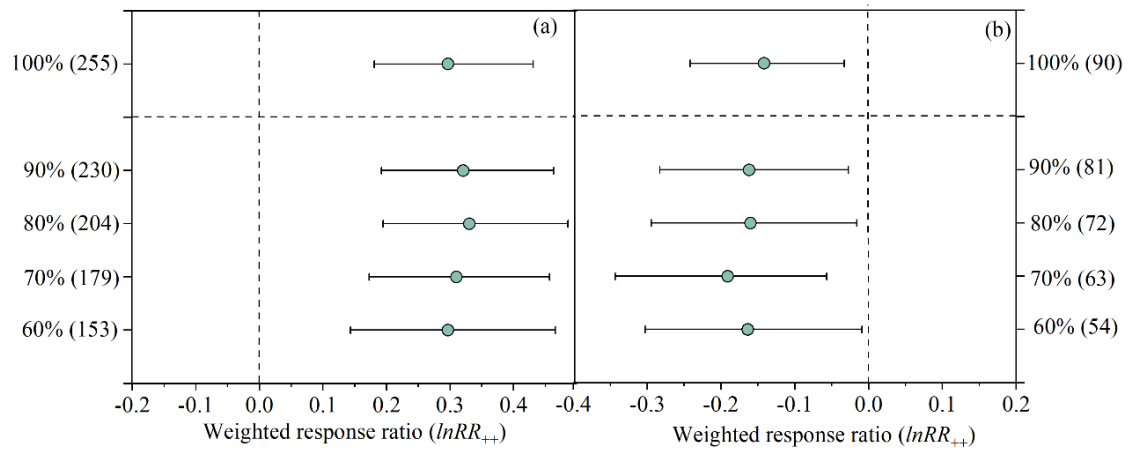 (a)
100% (255)
90% (230)
80% (204)
70% (179)
60% (153)
-0.2 0.0 0.1 0.2 0.3 0.4
Weighted response ratio (lnRR++)
(b)
100% (90)
90% (81)
80% (72)
70% (63)
60% (54)
-0.4 -0.3 -0.2 -0.1 0.0 0.1 0.2
Weighted response ratio (lnRR++)